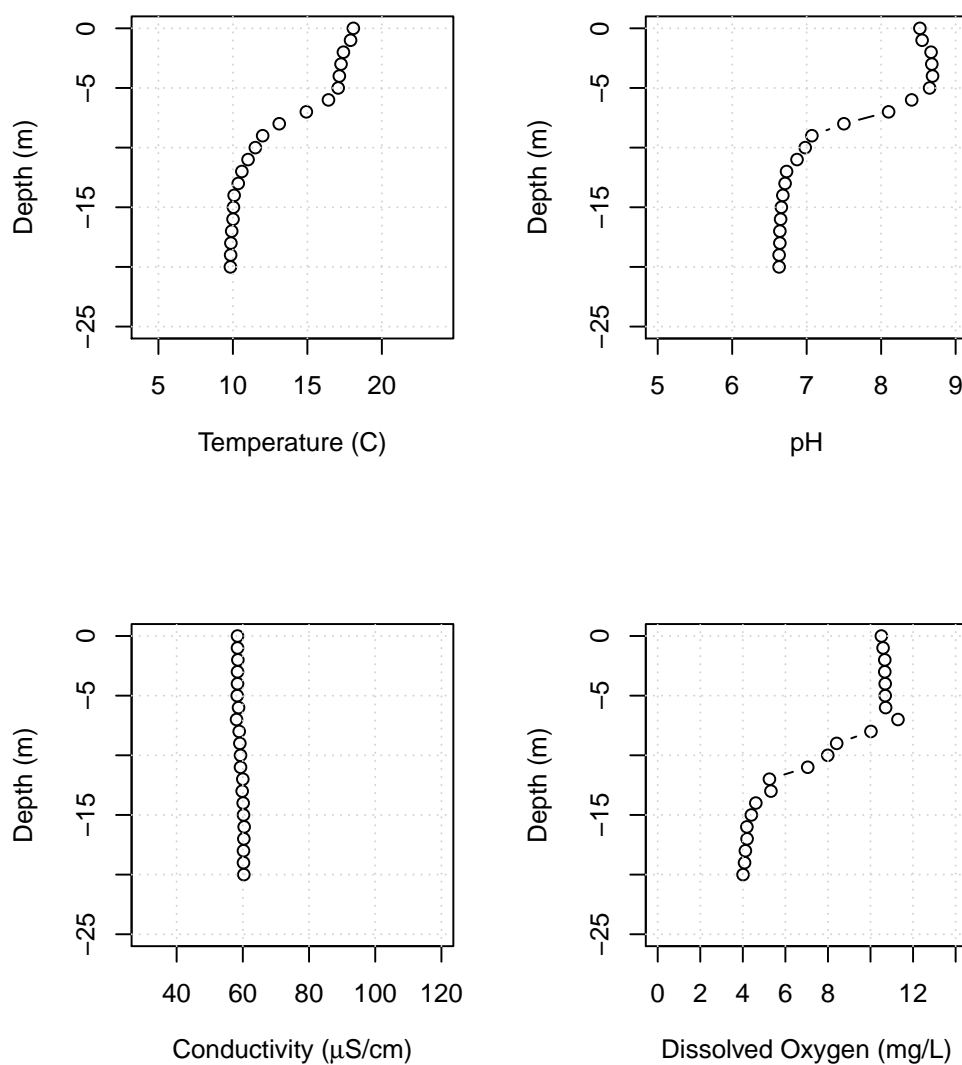 0
−5
−15
−25
Depth (m)
5 10 15 20
Temperature (C)
0
−5
−15
−25
Depth (m)
5 6 7 8 9
pH
0
−5
−15
−25
Depth (m)
40 60 80 100 120
Conductivity (μS/cm)
0
−5
−15
−25
Depth (m)
0 2 4 6 8 12
Dissolved Oxygen (mg/L)